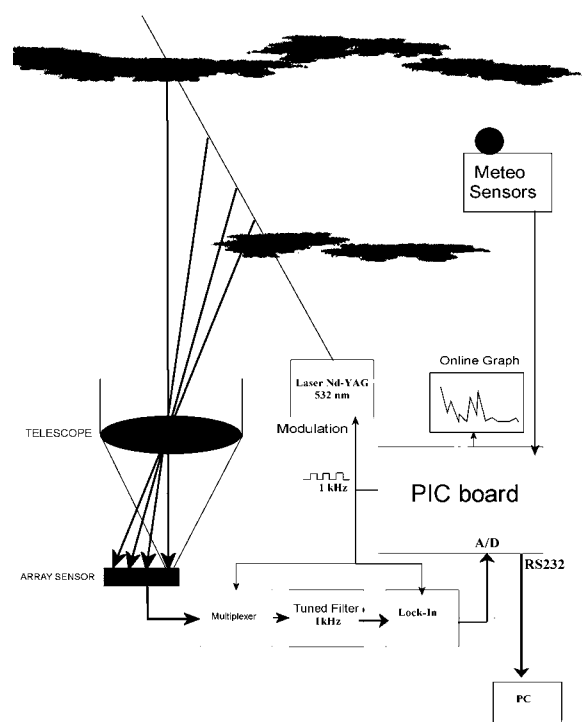 Meteo
Sensors
Online Graph
Laser Nd-YAG
532 nm
Modulation
TELESCOPE
1 kHz
PIC board
A/D
RS232
ARRAY SENSOR
Multiplexer
Tuned Filter
1kHz
Lock-In
PC